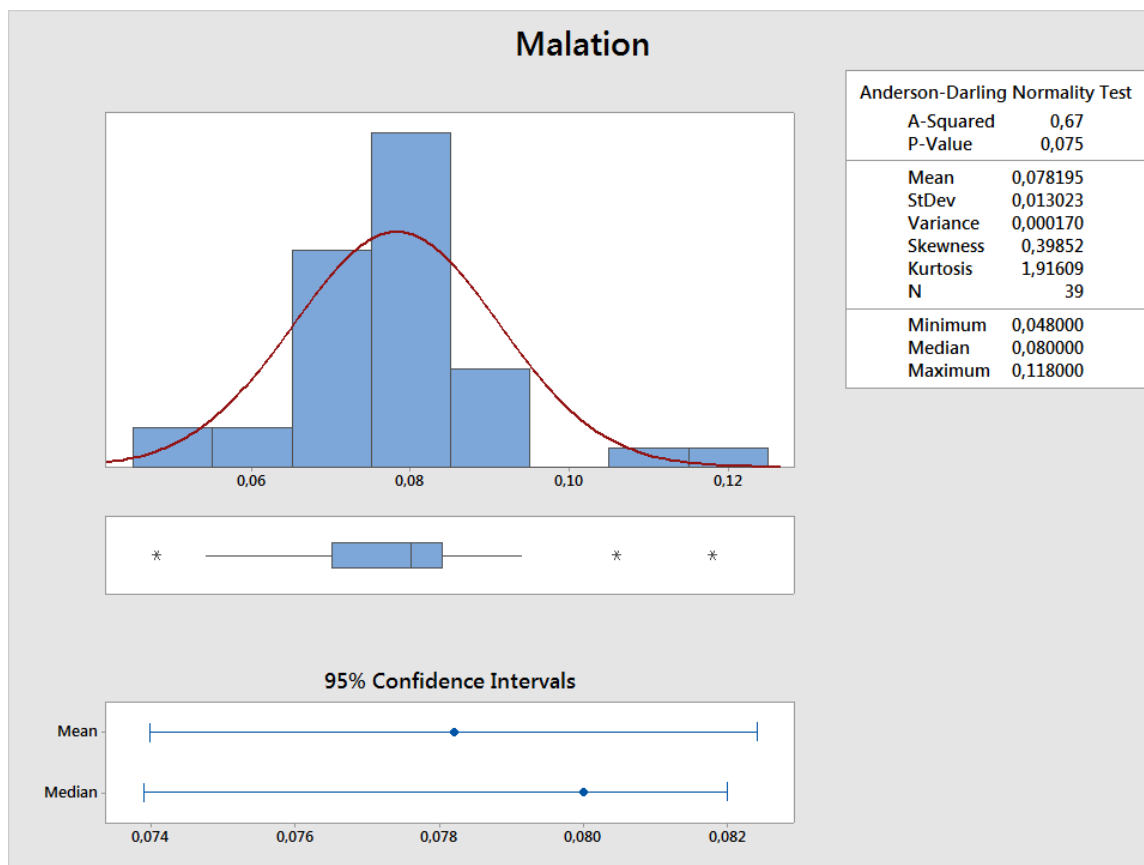 Malation
Anderson-Darling Normality Test
A-Squared 0,67
P-Value 0,075
Mean 0,078195
StDev 0,013023
Variance 0,000170
Skewness 0,39852
Kurtosis 1,91609
N 39
Minimum 0,048000
Median 0,080000
Maximum 0,118000
0,06 0,08 0,10 0,12
* * *
95% Confidence Intervals
Mean
Median
0,074 0,076 0,078 0,080 0,082